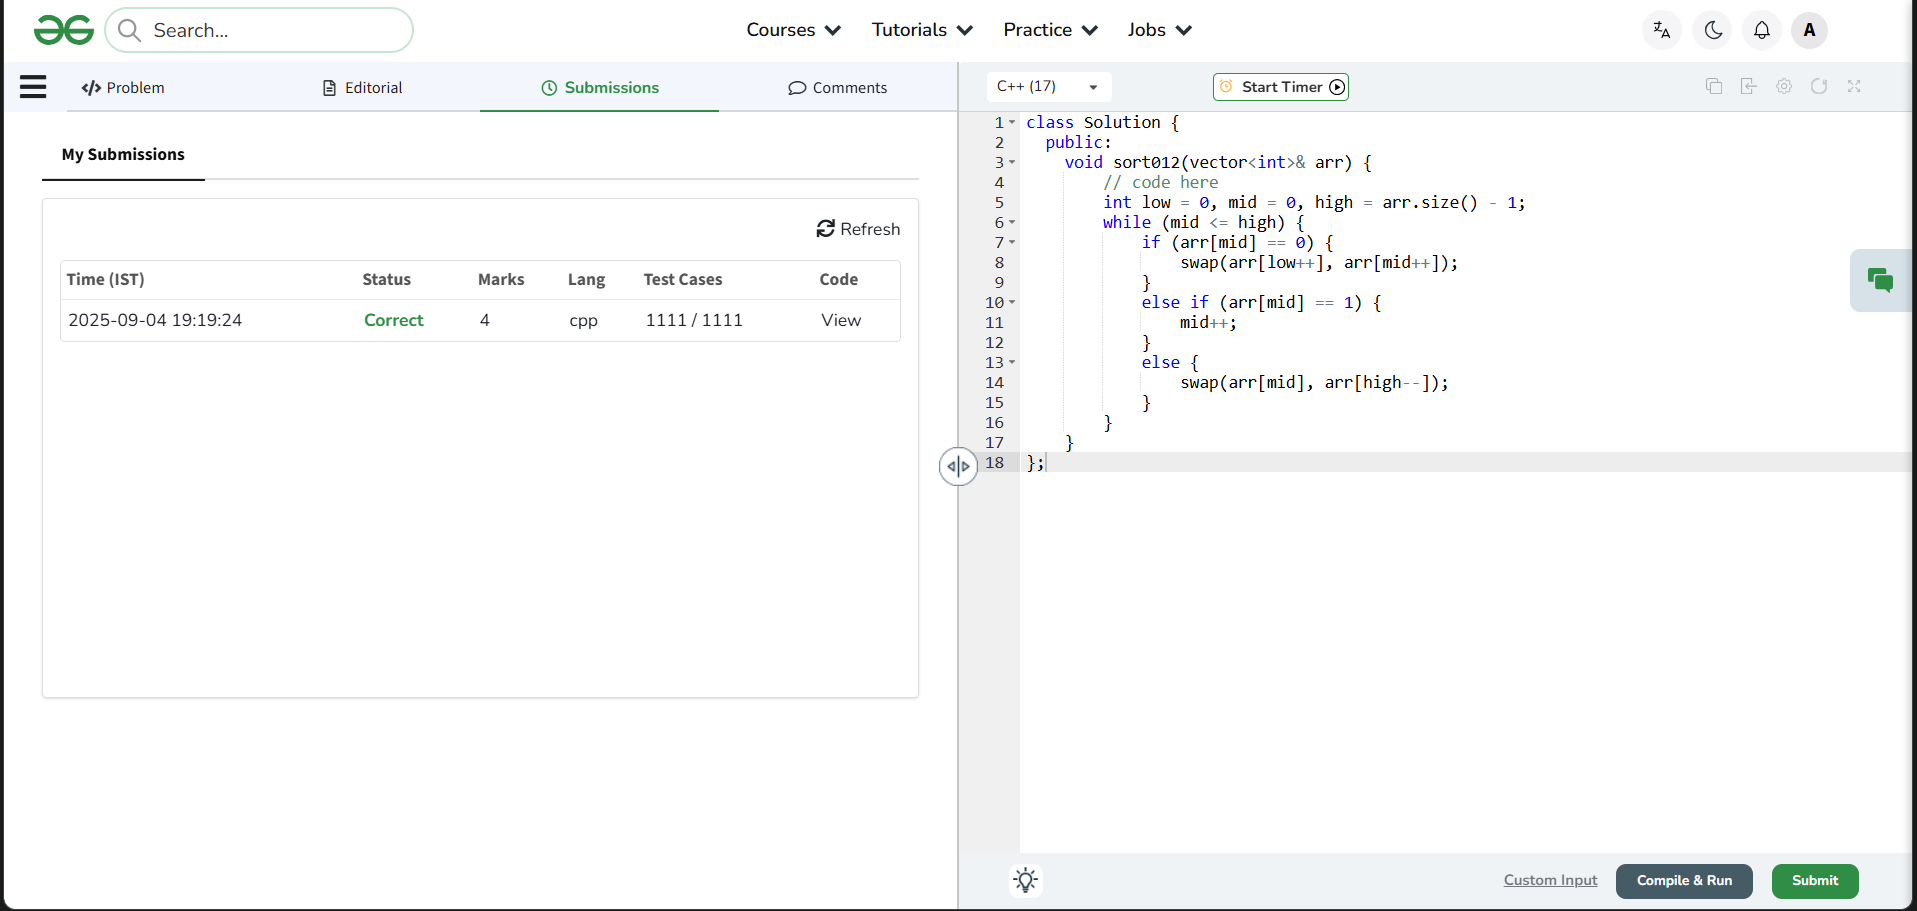 Search...
Courses
Tutorials
Practice
Jobs
A
Problem
Editorial
Submissions
Comments
My Submissions
Refresh
Time (IST) Status Marks Lang Test Cases Code
2025-09-04 19:19:24 Correct 4 cpp 1111 / 1111 View
C++ (17)
Start Timer
1 class Solution {
2   public:
3     void sort012(vector<int>& arr) {
4         // code here
5         int low = 0, mid = 0, high = arr.size() - 1;
6         while (mid <= high) {
7             if (arr[mid] == 0) {
8                 swap(arr[low++], arr[mid++]);
9             }
10             else if (arr[mid] == 1) {
11                 mid++;
12             }
13             else {
14                 swap(arr[mid], arr[high--]);
15             }
16         }
17     }
18 };
Custom Input
Compile & Run
Submit